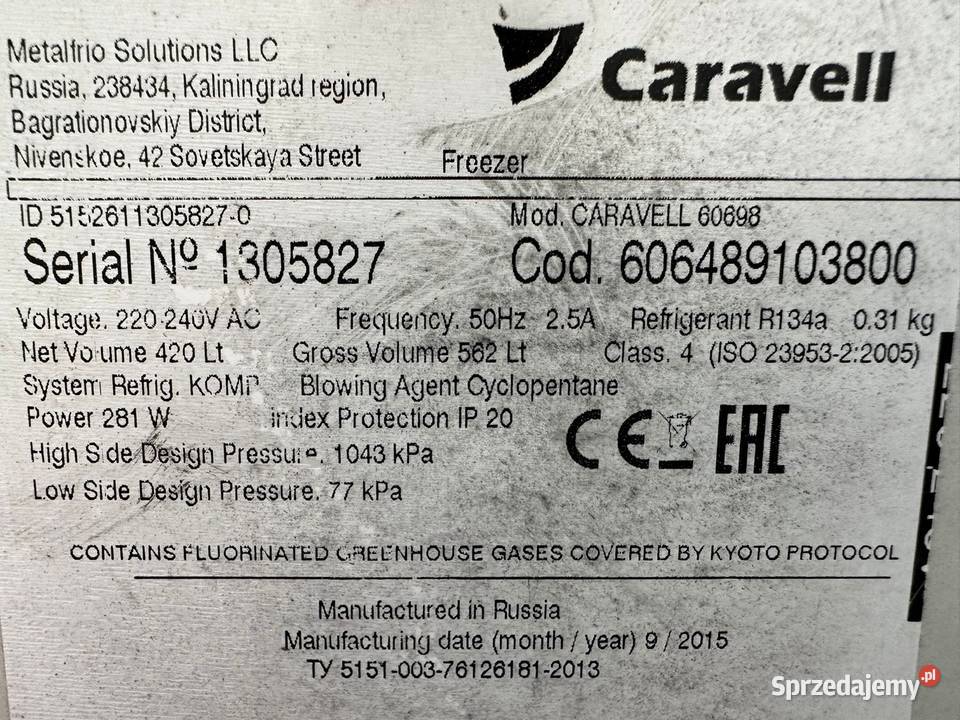 Metalfrio Solutions LLC
Russia, 238434, Kaliningrad region,
Bagrationovskiy District,
Nivenskoe, 42 Sovetskaya Street
Caravell
Freezer
ID 5152611305827-0 Mod. CARAVELL 60698
Serial Nº 1305827 Cod. 606489103800
Voltage. 220-240V AC Frequency. 50Hz 2.5A Refrigerant R134a 0.31 kg
Net Volume 420 Lt Gross Volume 562 Lt Class. 4 (ISO 23953-2:2005)
System Refrig. KOMP. Blowing Agent Cyclopentane
Power 281 W Index Protection IP 20
CE EAC
High Side Design Pressure. 1043 kPa
Low Side Design Pressure. 77 kPa
CONTAINS FLUORINATED GREENHOUSE GASES COVERED BY KYOTO PROTOCOL
Manufactured in Russia
Manufacturing date (month / year) 9 / 2015
ТУ 5151-003-76126181-2013
Sprzedajemy.pl